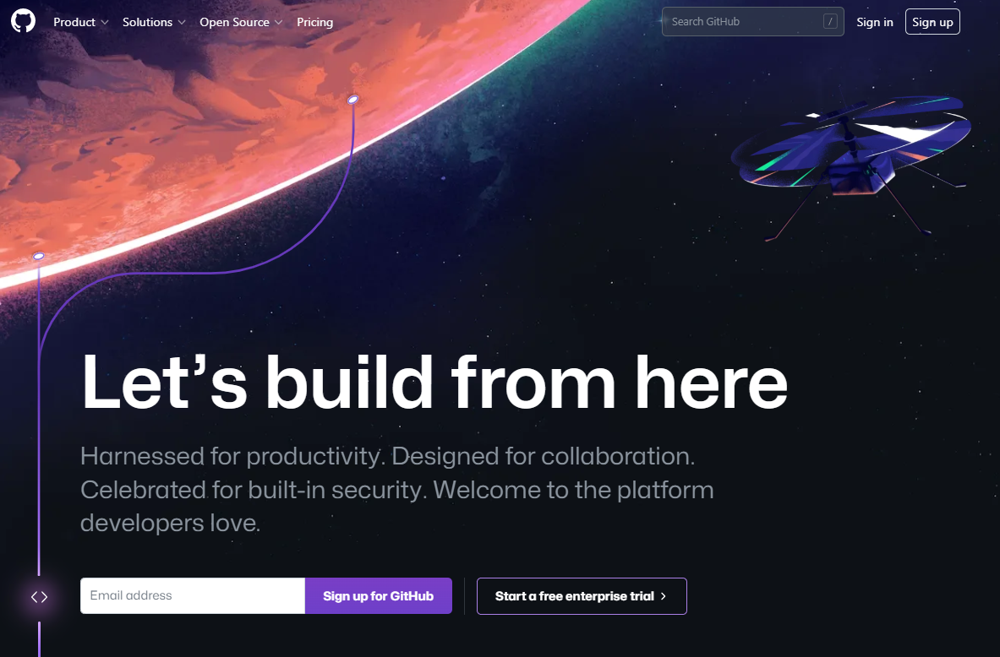 Product
Solutions
Open Source
Pricing
Search GitHub
/
Sign in
Sign up
Let’s build from here
Harnessed for productivity. Designed for collaboration.
Celebrated for built-in security. Welcome to the platform
developers love.
Email address
Sign up for GitHub
Start a free enterprise trial